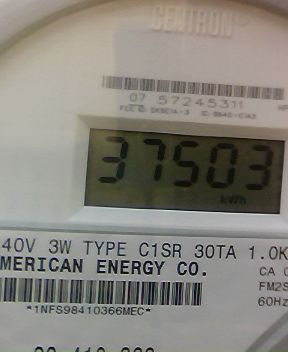 CENTRON
07 57245311
37503
kWh
40V 3W TYPE C1SR 30TA 1.0K
MERICAN ENERGY CO.
CA 0
FM2S
60Hz
*1NFS98410366MEC*